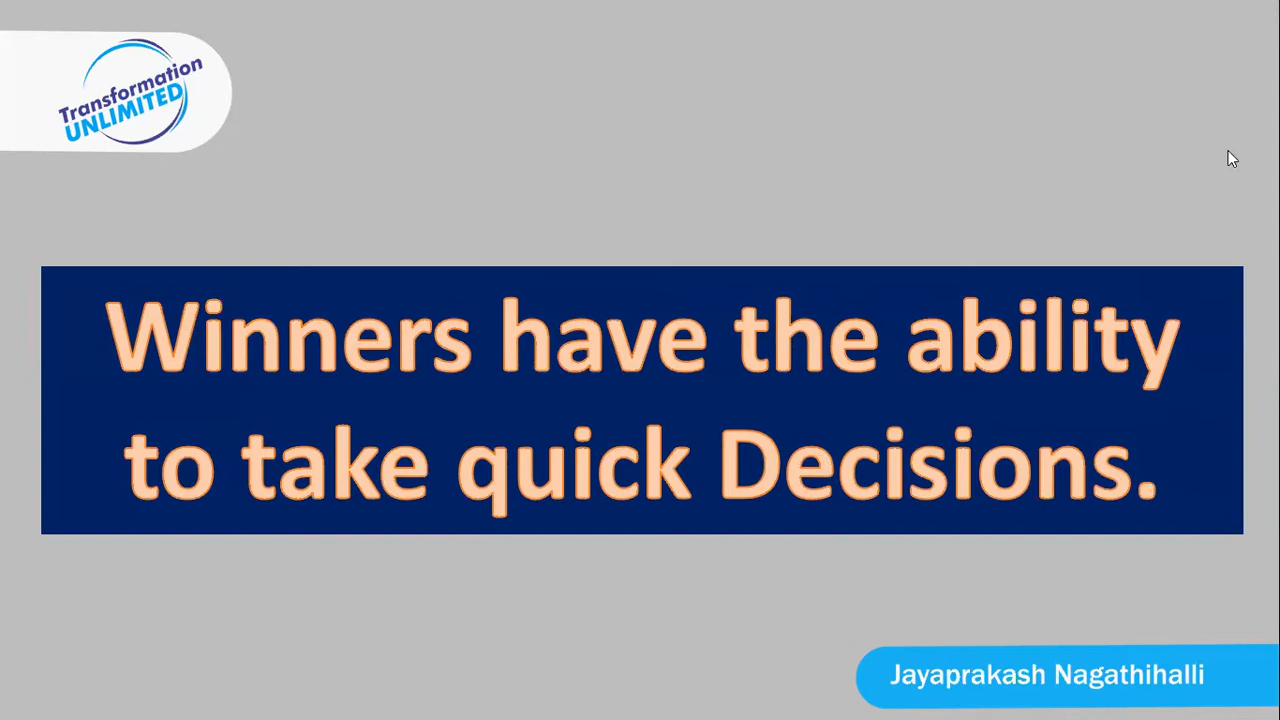 Transformation
UNLIMITED
Winners have the ability
to take quick Decisions.
Jayaprakash Nagathihalli